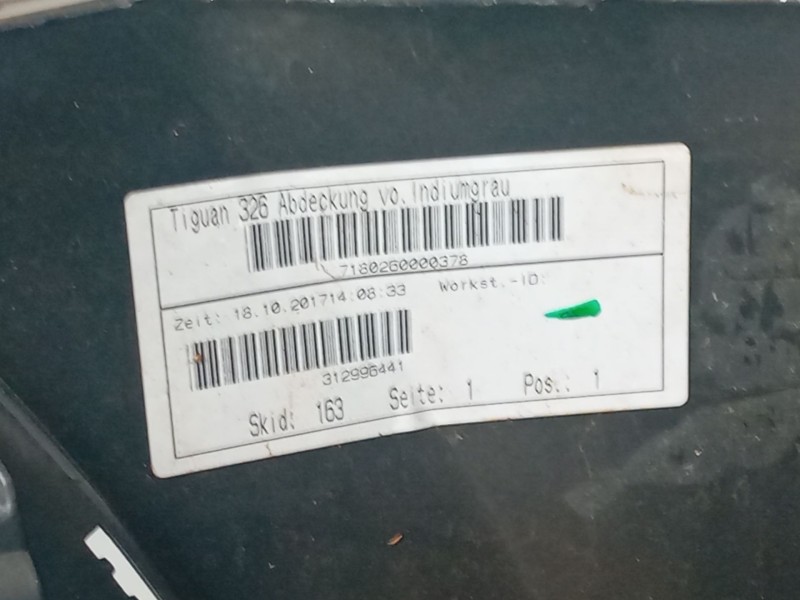 Tiguan 326 Abdeckung vo. Indiumgrau
7180260000378
Zeit: 18.10.201714:08:33 Workst.-ID:
312996441
Skid: 163 Seite: 1 Pos.: 1